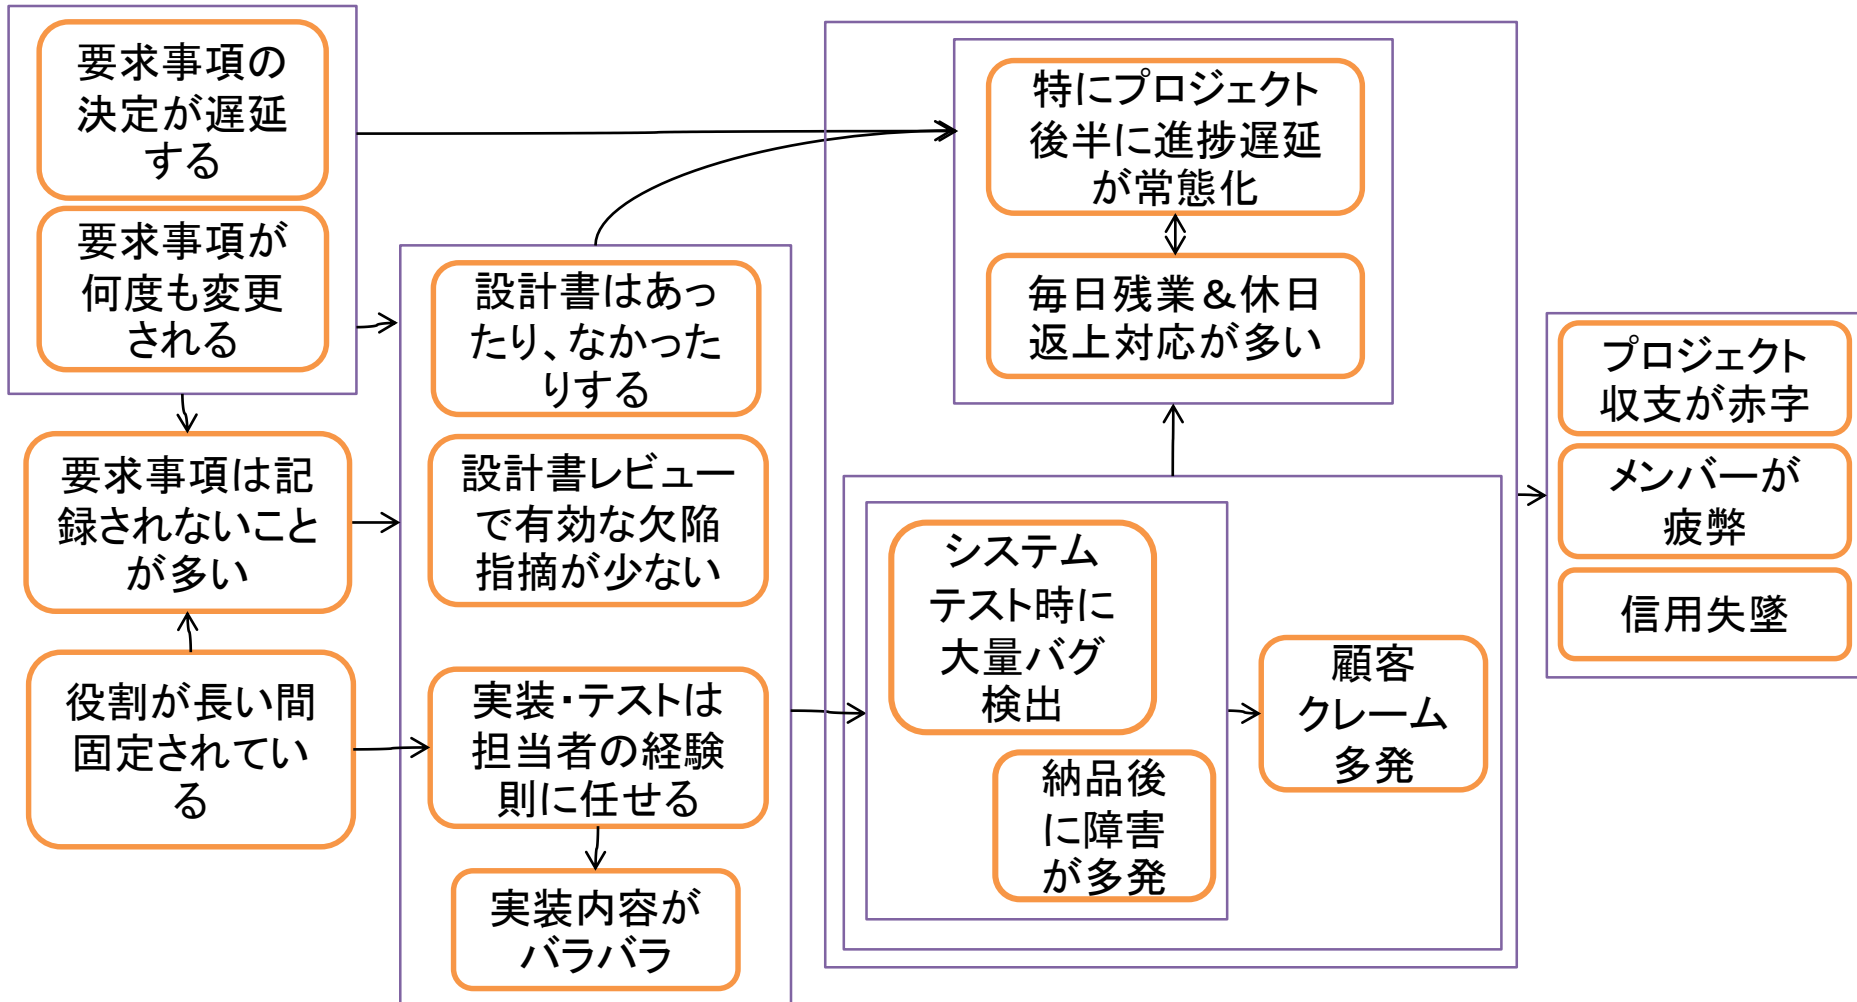 要求事項の
決定が遅延
する
要求事項が
何度も変更
される
要求事項は記
録されないこと
が多い
役割が長い間
固定されてい
る
設計書はあっ
たり、なかった
りする
設計書レビュー
で有効な欠陥
指摘が少ない
実装・テストは
担当者の経験
則に任せる
実装内容が
バラバラ
特にプロジェクト
後半に進捗遅延
が常態化
毎日残業＆休日
返上対応が多い
システム
テスト時に
大量バグ
検出
納品後
に障害
が多発
顧客
クレーム
多発
プロジェクト
収支が赤字
メンバーが
疲弊
信用失墜